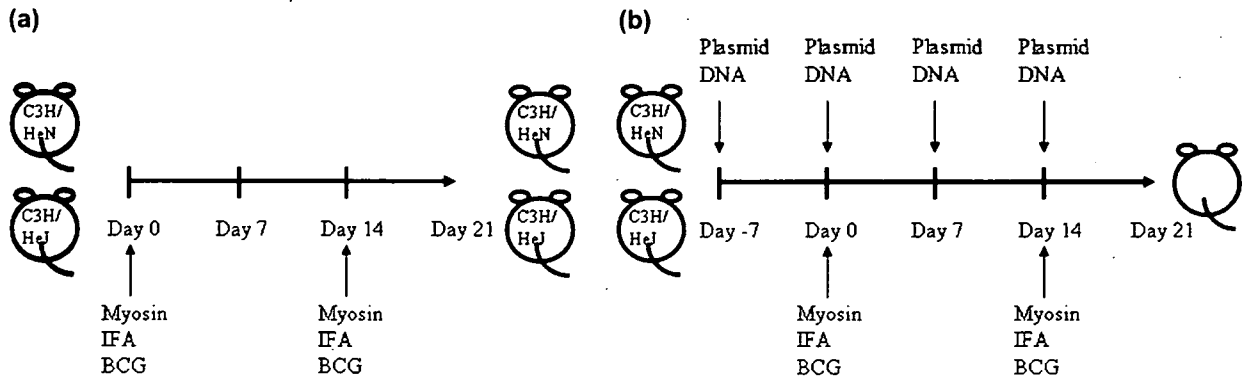 (a)
C3H/
HeN
C3H/
HeJ
Day 0
Day 7
Day 14
Day 21
Myosin
IFA
BCG
Myosin
IFA
BCG
C3H/
HeN
C3H/
HeJ
(b)
Plasmid
DNA
Plasmid
DNA
Plasmid
DNA
Plasmid
DNA
C3H/
HeN
C3H/
HeJ
Day -7
Day 0
Day 7
Day 14
Day 21
Myosin
IFA
BCG
Myosin
IFA
BCG